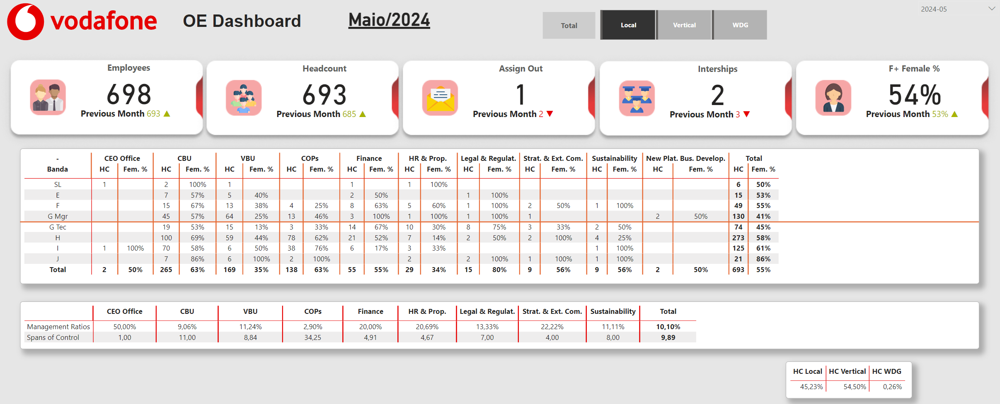 vodafone OE Dashboard Maio/2024 Total Local Vertical WDG 2024-05
Employees
698
Previous Month 693 ▲
Headcount
693
Previous Month 685 ▲
Assign Out
1
Previous Month 2 ▼
Interships
2
Previous Month 3 ▼
F+ Female %
54%
Previous Month 53% ▲
- CEO Office CBU VBU COPs Finance HR & Prop. Legal & Regulat. Strat. & Ext. Com. Sustainability New Plat. Bus. Develop. Total
Banda HC Fem. % HC Fem. % HC Fem. % HC Fem. % HC Fem. % HC Fem. % HC Fem. % HC Fem. % HC Fem. % HC Fem. % HC Fem. %
SL 1 2 100% 1 1 1 100% 6 50%
E 7 57% 5 40% 2 50% 1 100% 15 53%
F 15 67% 13 38% 4 25% 8 63% 5 60% 1 100% 2 50% 1 100% 49 55%
G Mgr 45 57% 64 25% 13 46% 3 100% 1 100% 1 100% 1 2 50% 130 41%
G Tec 19 53% 15 13% 3 33% 14 67% 10 30% 8 75% 3 33% 2 50% 74 45%
H 100 69% 59 44% 78 62% 21 52% 7 14% 2 50% 2 100% 4 25% 273 58%
I 1 100% 70 58% 6 50% 38 76% 6 17% 3 33% 1 100% 125 61%
J 7 86% 6 100% 2 100% 2 2 100% 1 100% 1 100% 21 86%
Total 2 50% 265 63% 169 35% 138 63% 55 55% 29 34% 15 80% 9 56% 9 56% 2 50% 693 55%
CEO Office CBU VBU COPs Finance HR & Prop. Legal & Regulat. Strat. & Ext. Com. Sustainability Total
Management Ratios 50,00% 9,06% 11,24% 2,90% 20,00% 20,69% 13,33% 22,22% 11,11% 10,10%
Spans of Control 1,00 11,00 8,84 34,25 4,91 4,67 7,00 4,00 8,00 9,89
HC Local HC Vertical HC WDG
45,23% 54,50% 0,26%